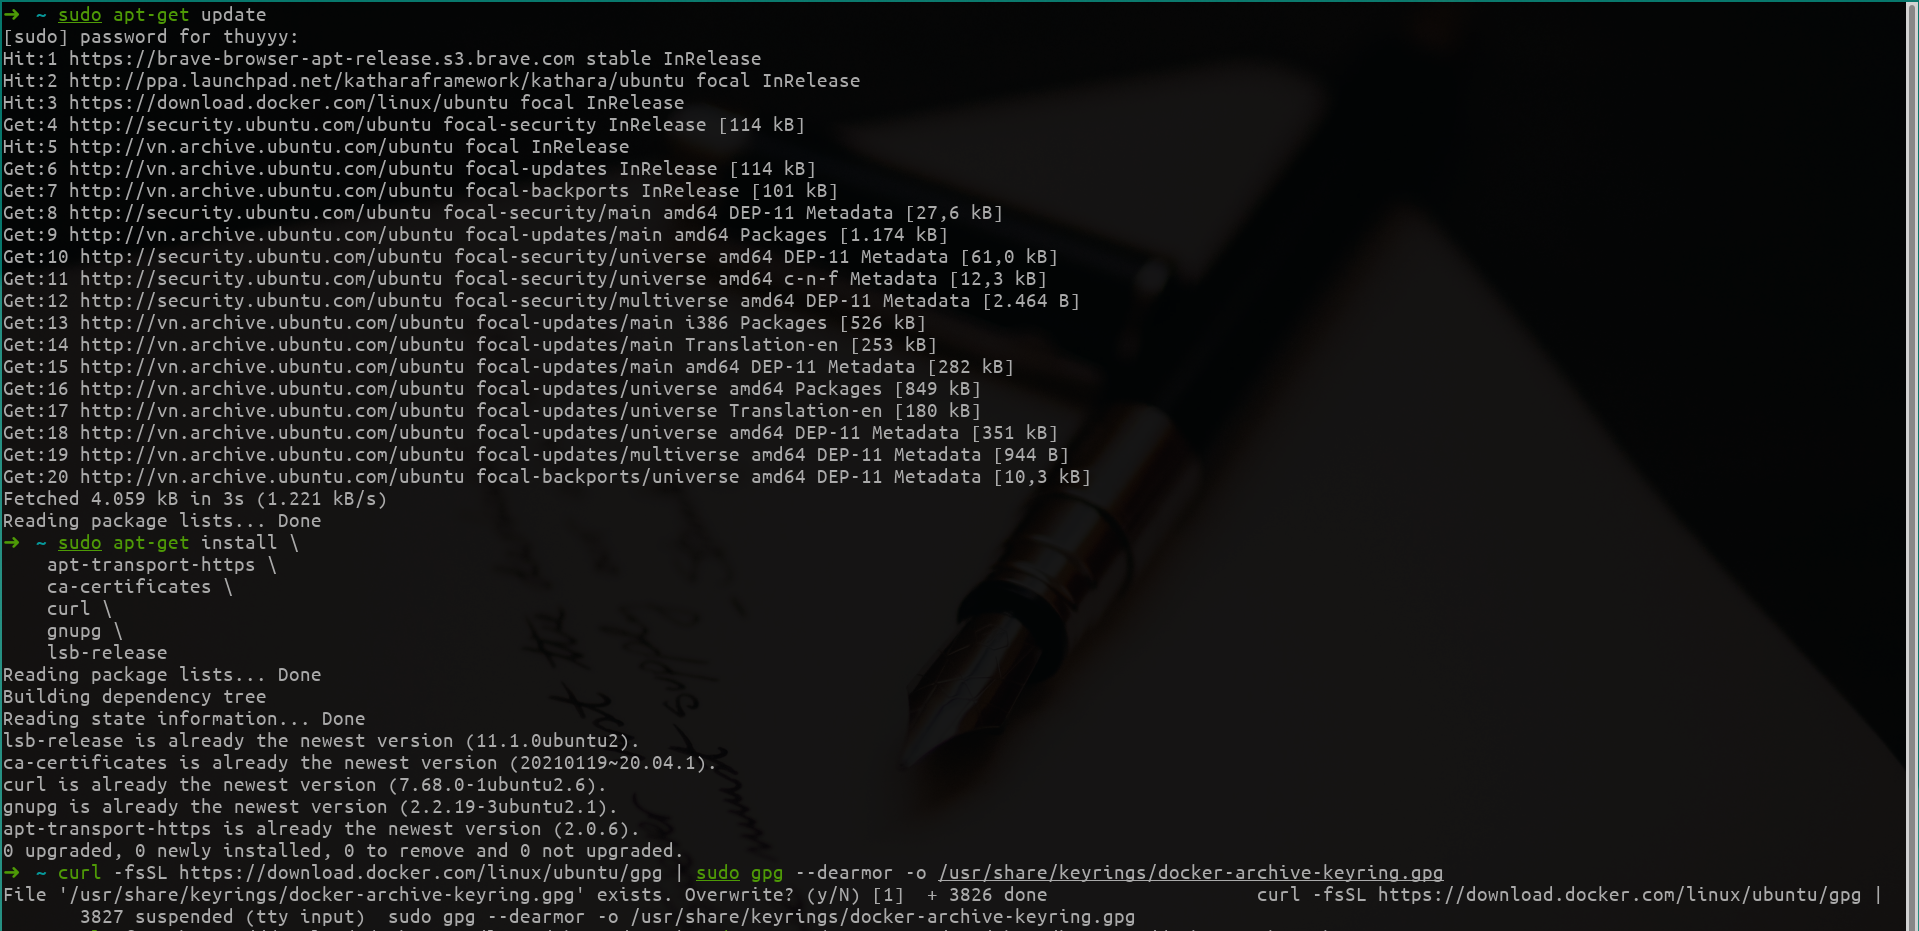 ➜ ~ sudo apt-get update
[sudo] password for thuyyy:
Hit:1 https://brave-browser-apt-release.s3.brave.com stable InRelease
Hit:2 http://ppa.launchpad.net/katharaframework/kathara/ubuntu focal InRelease
Hit:3 https://download.docker.com/linux/ubuntu focal InRelease
Get:4 http://security.ubuntu.com/ubuntu focal-security InRelease [114 kB]
Hit:5 http://vn.archive.ubuntu.com/ubuntu focal InRelease
Get:6 http://vn.archive.ubuntu.com/ubuntu focal-updates InRelease [114 kB]
Get:7 http://vn.archive.ubuntu.com/ubuntu focal-backports InRelease [101 kB]
Get:8 http://security.ubuntu.com/ubuntu focal-security/main amd64 DEP-11 Metadata [27,6 kB]
Get:9 http://vn.archive.ubuntu.com/ubuntu focal-updates/main amd64 Packages [1.174 kB]
Get:10 http://security.ubuntu.com/ubuntu focal-security/universe amd64 DEP-11 Metadata [61,0 kB]
Get:11 http://security.ubuntu.com/ubuntu focal-security/universe amd64 c-n-f Metadata [12,3 kB]
Get:12 http://security.ubuntu.com/ubuntu focal-security/multiverse amd64 DEP-11 Metadata [2.464 B]
Get:13 http://vn.archive.ubuntu.com/ubuntu focal-updates/main i386 Packages [526 kB]
Get:14 http://vn.archive.ubuntu.com/ubuntu focal-updates/main Translation-en [253 kB]
Get:15 http://vn.archive.ubuntu.com/ubuntu focal-updates/main amd64 DEP-11 Metadata [282 kB]
Get:16 http://vn.archive.ubuntu.com/ubuntu focal-updates/universe amd64 Packages [849 kB]
Get:17 http://vn.archive.ubuntu.com/ubuntu focal-updates/universe Translation-en [180 kB]
Get:18 http://vn.archive.ubuntu.com/ubuntu focal-updates/universe amd64 DEP-11 Metadata [351 kB]
Get:19 http://vn.archive.ubuntu.com/ubuntu focal-updates/multiverse amd64 DEP-11 Metadata [944 B]
Get:20 http://vn.archive.ubuntu.com/ubuntu focal-backports/universe amd64 DEP-11 Metadata [10,3 kB]
Fetched 4.059 kB in 3s (1.221 kB/s)
Reading package lists... Done
➜ ~ sudo apt-get install \
apt-transport-https \
ca-certificates \
curl \
gnupg \
lsb-release
Reading package lists... Done
Building dependency tree
Reading state information... Done
lsb-release is already the newest version (11.1.0ubuntu2).
ca-certificates is already the newest version (20210119~20.04.1).
curl is already the newest version (7.68.0-1ubuntu2.6).
gnupg is already the newest version (2.2.19-3ubuntu2.1).
apt-transport-https is already the newest version (2.0.6).
0 upgraded, 0 newly installed, 0 to remove and 0 not upgraded.
➜ ~ curl -fsSL https://download.docker.com/linux/ubuntu/gpg | sudo gpg --dearmor -o /usr/share/keyrings/docker-archive-keyring.gpg
File '/usr/share/keyrings/docker-archive-keyring.gpg' exists. Overwrite? (y/N) [1]  + 3826 done curl -fsSL https://download.docker.com/linux/ubuntu/gpg |
3827 suspended (tty input)  sudo gpg --dearmor -o /usr/share/keyrings/docker-archive-keyring.gpg